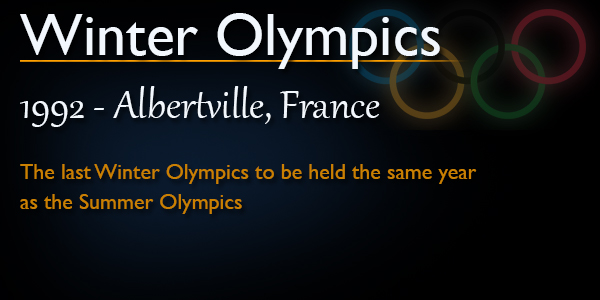 Winter Olympics
1992 - Albertville, France
The last Winter Olympics to be held the same year
as the Summer Olympics